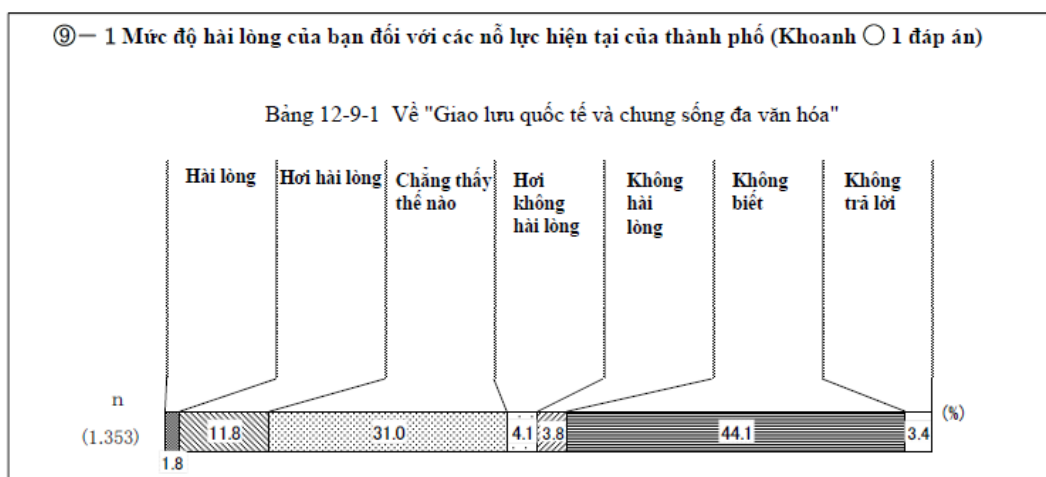 ⑨－１Mức độ hài lòng của bạn đối với các nỗ lực hiện tại của thành phố (Khoanh ○ 1 đáp án)
Bảng 12-9-1 Về "Giao lưu quốc tế và chung sống đa văn hóa"
Hài lòng
Hơi hài lòng
Chẳng thấy
thế nào
Hơi
không
hài lòng
Không
hài
lòng
Không
biết
Không
trả lời
n
(1.353)
1.8
11.8
31.0
4.1
3.8
44.1
3.4
(%)